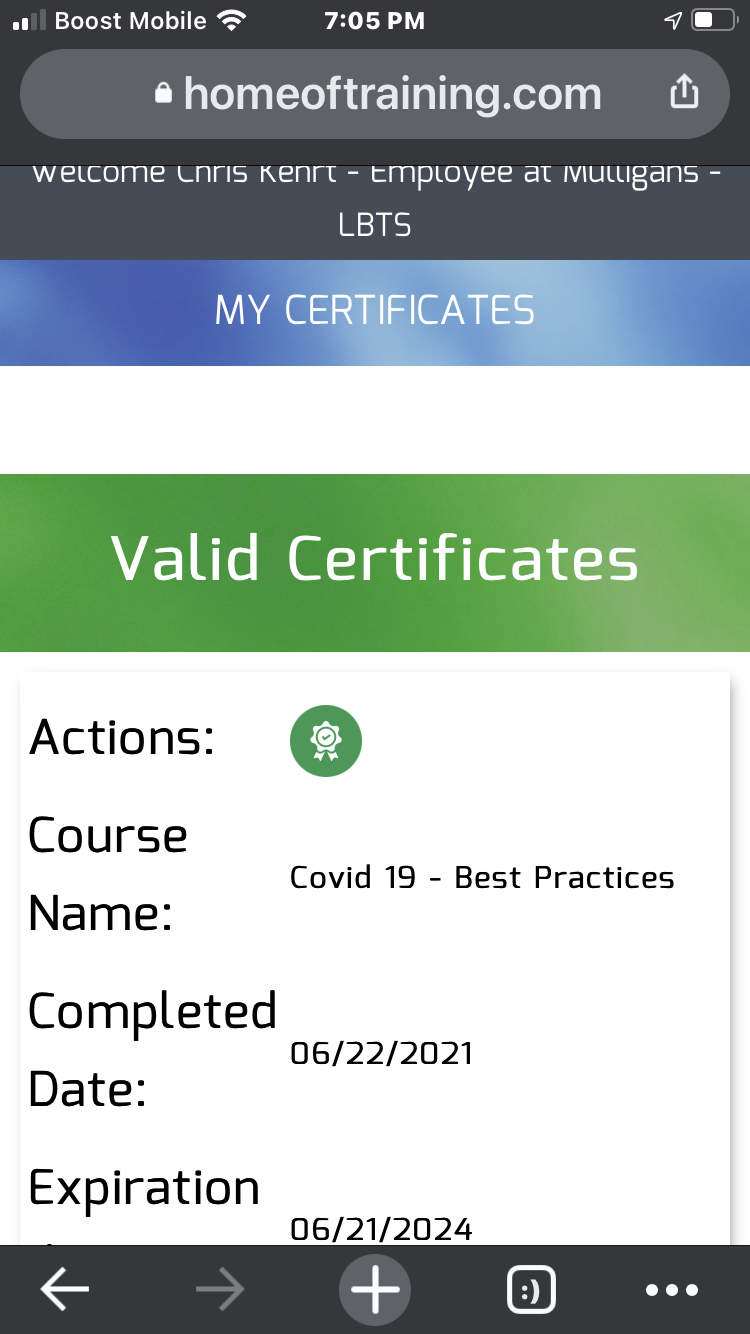 Boost Mobile 7:05 PM
homeoftraining.com
Welcome Chris Kehrt - Employee at Mulligans -
LBTS
MY CERTIFICATES
Valid Certificates
Actions:
Course
Name:
Covid 19 - Best Practices
Completed
Date:
06/22/2021
Expiration
06/21/2024
:)